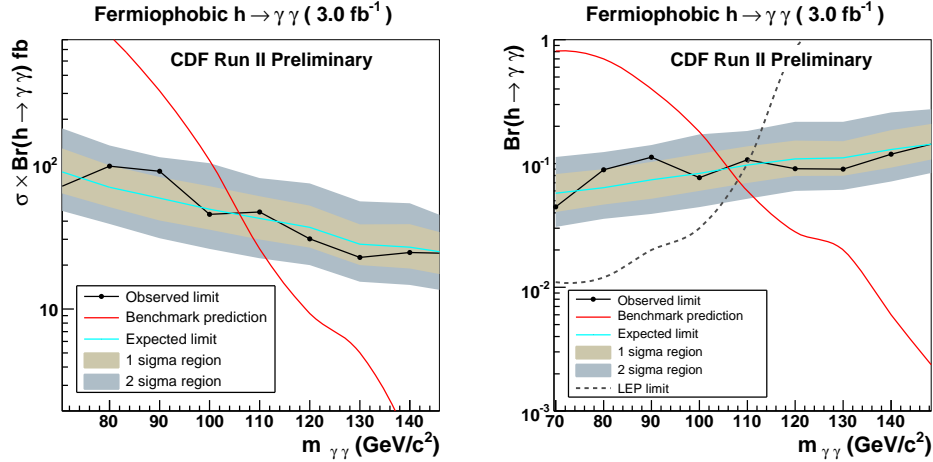 Fermiophobic h → γ γ ( 3.0 fb⁻¹ )
CDF Run II Preliminary
σ × Br(h → γ γ) fb
10²
10
Observed limit
Benchmark prediction
Expected limit
1 sigma region
2 sigma region
80 90 100 110 120 130 140
m γ γ (GeV/c²)
Fermiophobic h → γ γ ( 3.0 fb⁻¹ )
CDF Run II Preliminary
Br(h → γ γ)
1
10⁻¹
10⁻²
10⁻³
Observed limit
Benchmark prediction
Expected limit
1 sigma region
2 sigma region
LEP limit
70 80 90 100 110 120 130 140
m γ γ (GeV/c²)